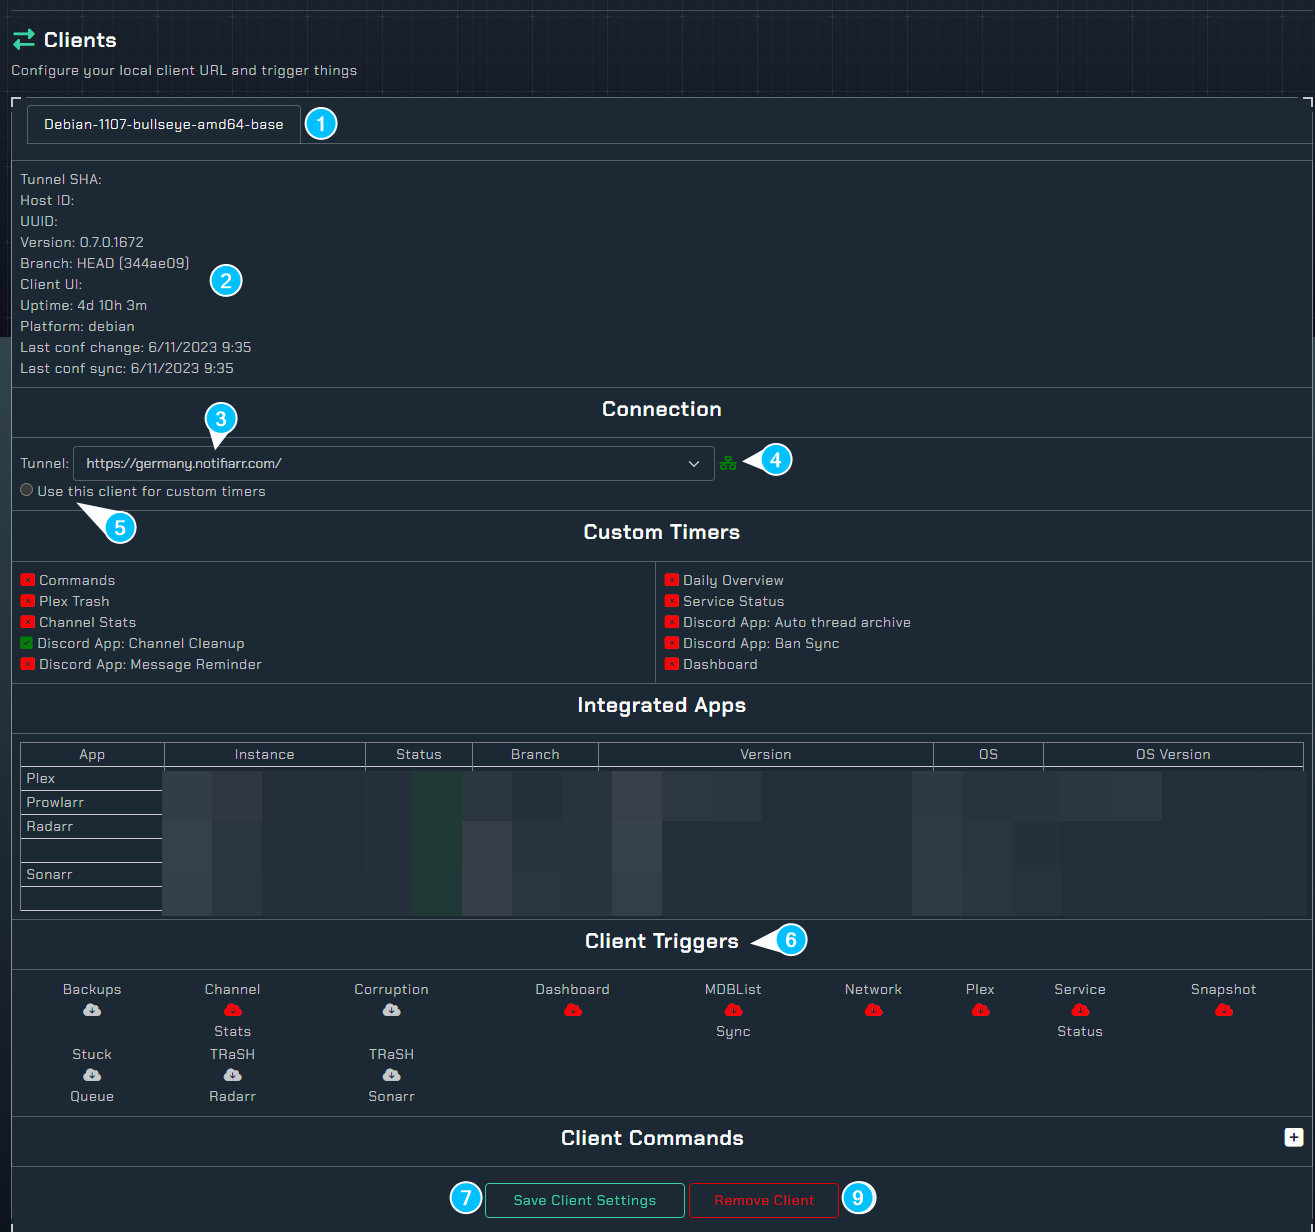 Clients
Configure your local client URL and trigger things
Debian-1107-bullseye-amd64-base 1
Tunnel SHA:
Host ID:
UUID:
Version: 0.7.0.1672
Branch: HEAD (344ae09)
2
Client UI:
Uptime: 4d 10h 3m
Platform: debian
Last conf change: 6/11/2023 9:35
Last conf sync: 6/11/2023 9:35
Connection
3
Tunnel: https://germany.notifiarr.com/ 4
Use this client for custom timers
5
Custom Timers
Commands
Plex Trash
Channel Stats
Discord App: Channel Cleanup
Discord App: Message Reminder
Daily Overview
Service Status
Discord App: Auto thread archive
Discord App: Ban Sync
Dashboard
Integrated Apps
App Instance Status Branch Version OS OS Version
Plex
Prowlarr
Radarr
Sonarr
Client Triggers 6
Backups
Channel Stats
Corruption
Dashboard
MDBList Sync
Network
Plex
Service Status
Snapshot
Stuck Queue
TRaSH Radarr
TRaSH Sonarr
Client Commands +
7 Save Client Settings Remove Client 9